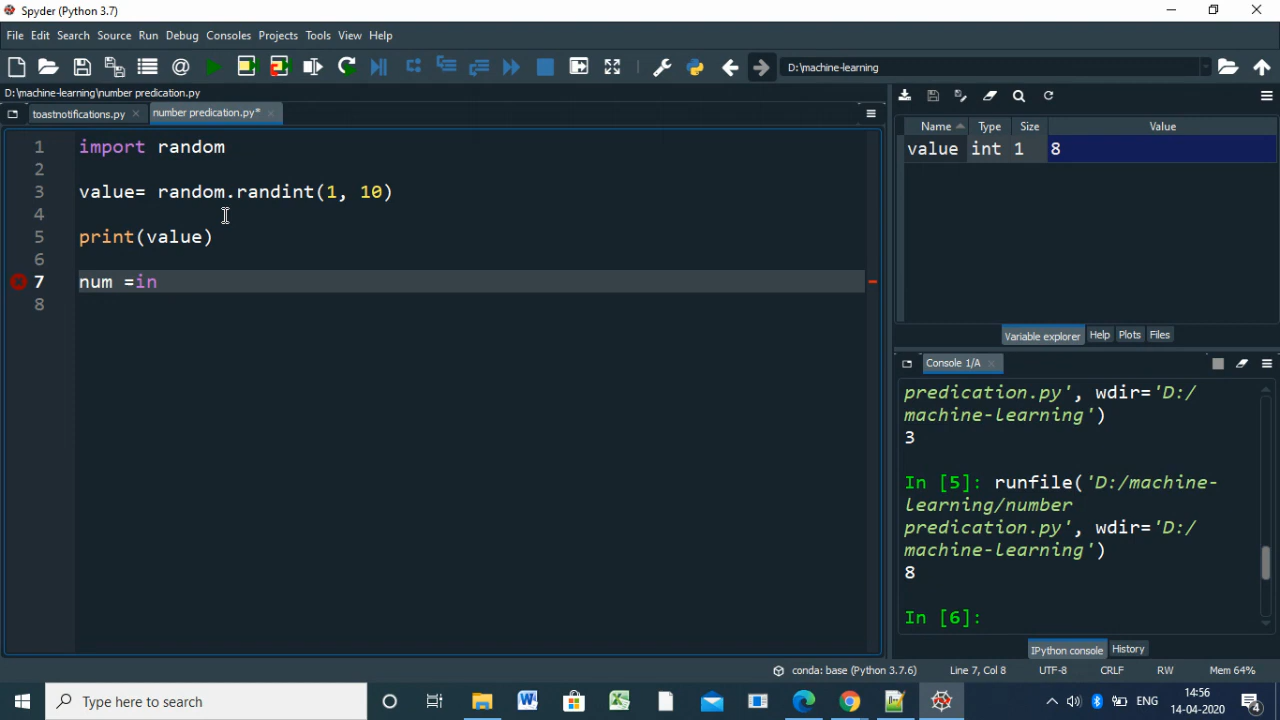 Spyder (Python 3.7)
File Edit Search Source Run Debug Consoles Projects Tools View Help
D:\machine-learning
D:\machine-learning\number predication.py
toastnotifications.py number predication.py*
1 import random
2
3 value= random.randint(1, 10)
4
5 print(value)
6
7 num =in
8
Name Type Size Value
value int 1 8
Variable explorer Help Plots Files
Console 1/A
predication.py', wdir='D:/
machine-learning')
3
In [5]: runfile('D:/machine-
learning/number
predication.py', wdir='D:/
machine-learning')
8
In [6]:
IPython console History
conda: base (Python 3.7.6) Line 7, Col 8 UTF-8 CRLF RW Mem 64%
Type here to search
ENG
14:56
14-04-2020
4